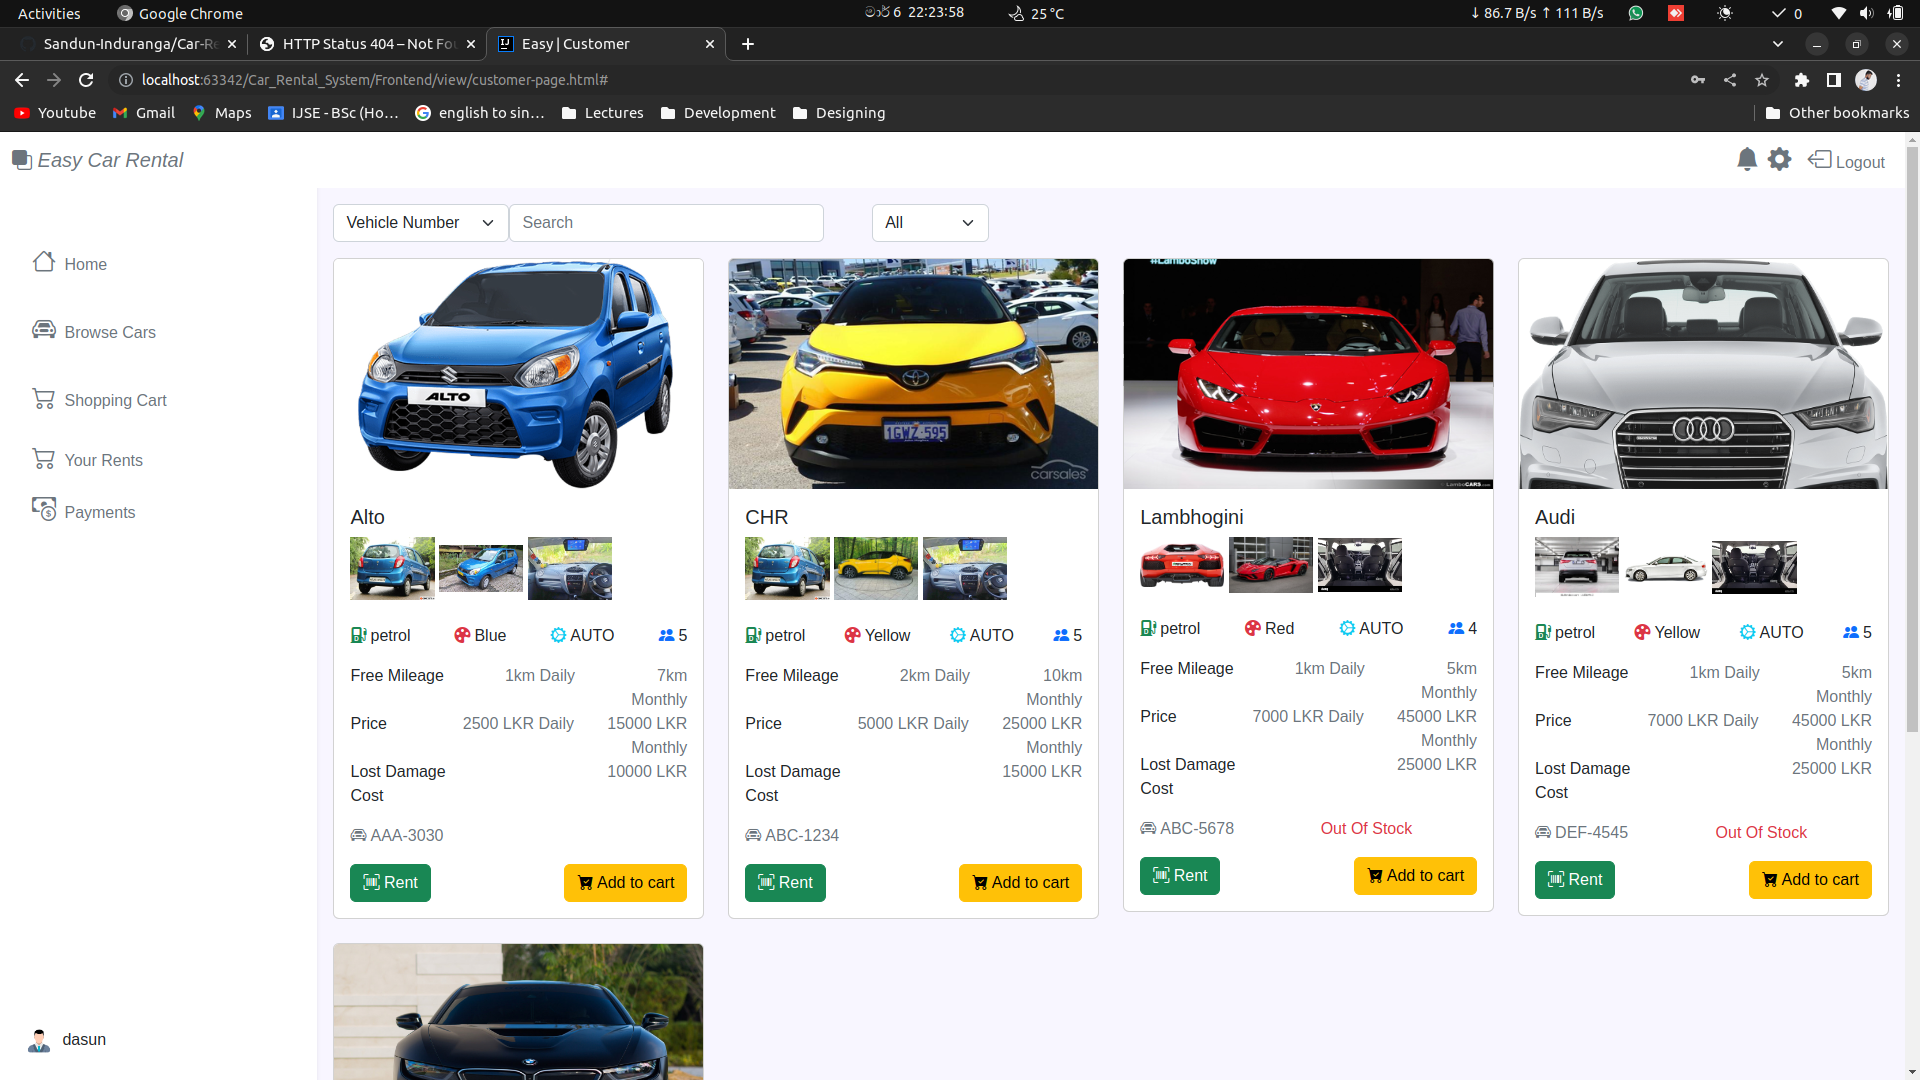 Activities Google Chrome මාර් 6 22:23:58 25 °C ↓ 86.7 B/s ↑ 111 B/s 0
Sandun-Induranga/Car-Re HTTP Status 404 – Not Fou Easy | Customer
localhost:63342/Car_Rental_System/Frontend/view/customer-page.html#
Youtube Gmail Maps IJSE - BSc (Ho... english to sin... Lectures Development Designing Other bookmarks
Easy Car Rental Logout
Vehicle Number Search All
Home
Browse Cars
Shopping Cart
Your Rents
Payments
dasun
ALTO
Alto
petrol Blue AUTO 5
Free Mileage 1km Daily 7km Monthly
Price 2500 LKR Daily 15000 LKR Monthly
Lost Damage Cost 10000 LKR
AAA-3030
Rent Add to cart
1GWZ·595
carsales
CHR
petrol Yellow AUTO 5
Free Mileage 2km Daily 10km Monthly
Price 5000 LKR Daily 25000 LKR Monthly
Lost Damage Cost 15000 LKR
ABC-1234
Rent Add to cart
#LamboShow
LamboCARS.com
Lambhogini
petrol Red AUTO 4
Free Mileage 1km Daily 5km Monthly
Price 7000 LKR Daily 45000 LKR Monthly
Lost Damage Cost 25000 LKR
ABC-5678 Out Of Stock
Rent Add to cart
Audi
petrol Yellow AUTO 5
Free Mileage 1km Daily 5km Monthly
Price 7000 LKR Daily 45000 LKR Monthly
Lost Damage Cost 25000 LKR
DEF-4545 Out Of Stock
Rent Add to cart